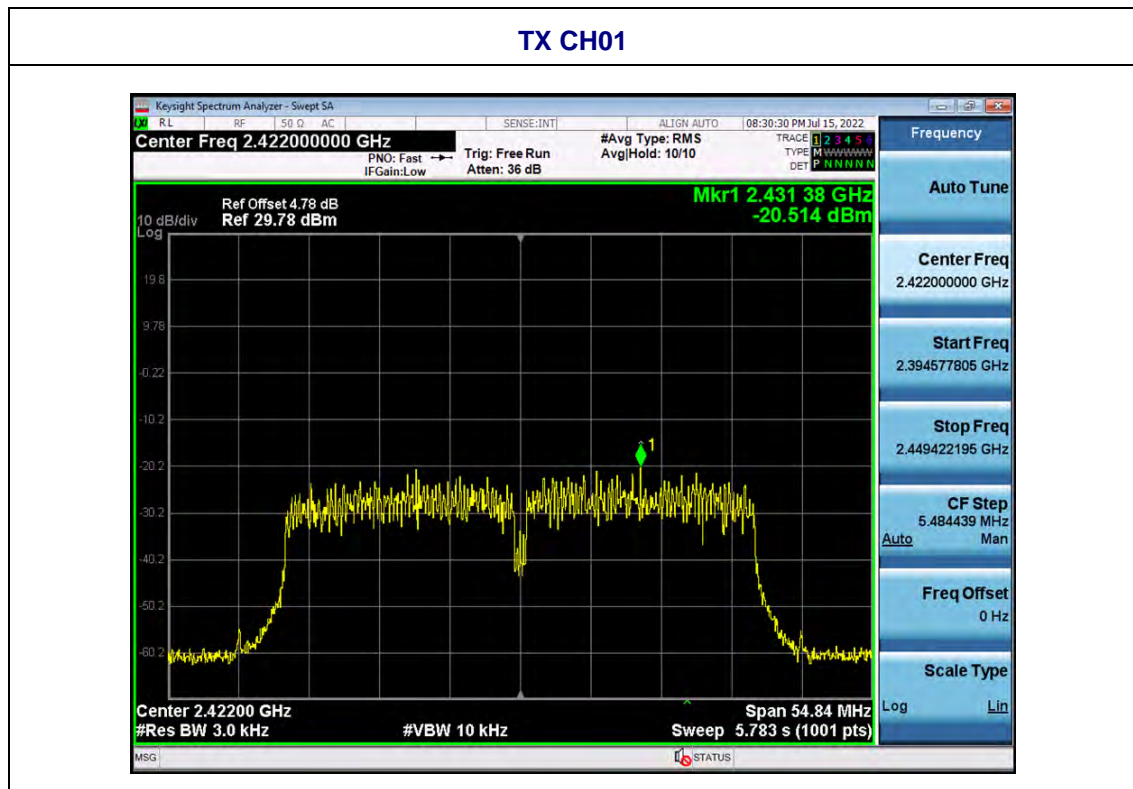 TX CH01
Keysight Spectrum Analyzer - Swept SA
RL RF 50 Ω AC SENSE:INT ALIGN AUTO 08:30:30 PM Jul 15, 2022
Center Freq 2.422000000 GHz
PNO: Fast
IFGain:Low
Trig: Free Run
Atten: 36 dB
#Avg Type: RMS
Avg|Hold: 10/10
TRACE 1 2 3 4 5 6
TYPE M WWWWW
DET P N N N N N
Mkr1 2.431 38 GHz
-20.514 dBm
Ref Offset 4.78 dB
10 dB/div Ref 29.78 dBm
Log
19.8
9.78
-0.22
-10.2
-20.2
-30.2
-40.2
-50.2
-60.2
1
Center 2.42200 GHz Span 54.84 MHz
#Res BW 3.0 kHz #VBW 10 kHz Sweep 5.783 s (1001 pts)
MSG STATUS
Frequency
Auto Tune
Center Freq
2.422000000 GHz
Start Freq
2.394577805 GHz
Stop Freq
2.449422195 GHz
CF Step
5.484439 MHz
Auto Man
Freq Offset
0 Hz
Scale Type
Log Lin